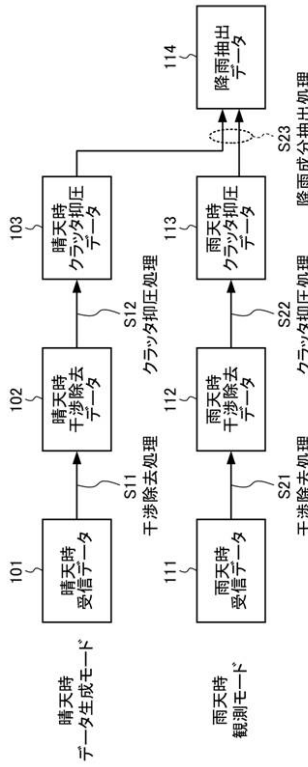 晴天時
データ生成モード
101
晴天時
受信データ
S11
干渉除去処理
102
晴天時
干渉除去
データ
S12
クラッタ抑圧処理
103
晴天時
クラッタ抑圧
データ
雨天時
観測モード
111
雨天時
受信データ
S21
干渉除去処理
112
雨天時
干渉除去
データ
S22
クラッタ抑圧処理
113
雨天時
クラッタ抑圧
データ
S23
降雨成分抽出処理
114
降雨抽出
データ